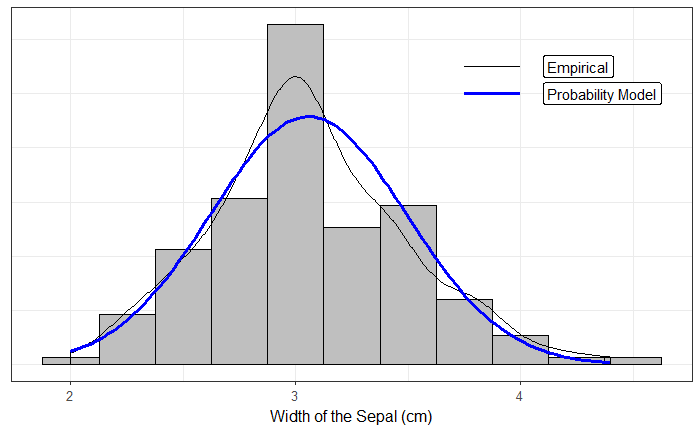 Empirical
Probability Model
2
3
4
Width of the Sepal (cm)